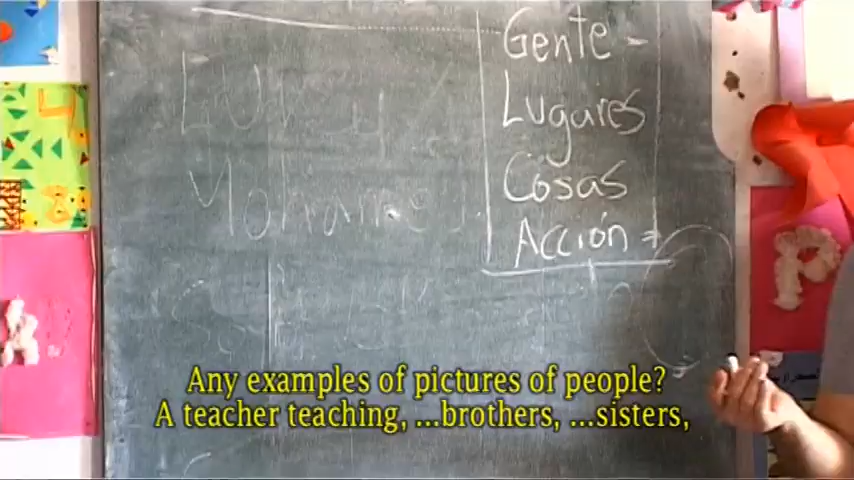 Gente
Lugares
Cosas
Acción
Any examples of pictures of people?
A teacher teaching, ...brothers, ...sisters,